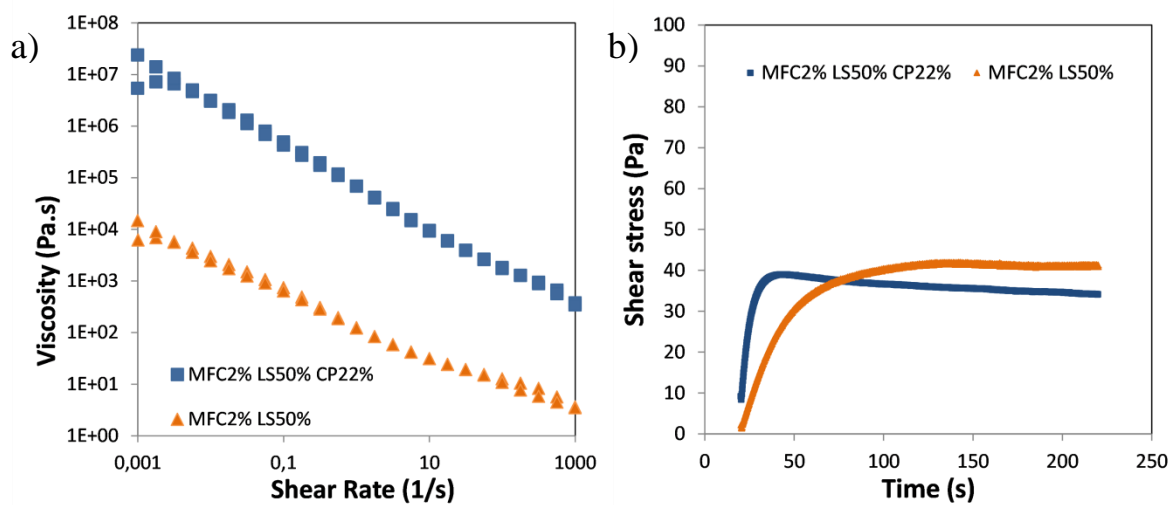 a)
1E+08
1E+07
1E+06
1E+05
1E+04
1E+03
1E+02
1E+01
1E+00
Viscosity (Pa.s)
MFC2% LS50% CP22%
MFC2% LS50%
0,001 0,1 10 1000
Shear Rate (1/s)
b)
100
90
80
70
60
50
40
30
20
10
0
Shear stress (Pa)
MFC2% LS50% CP22% MFC2% LS50%
0 50 100 150 200 250
Time (s)